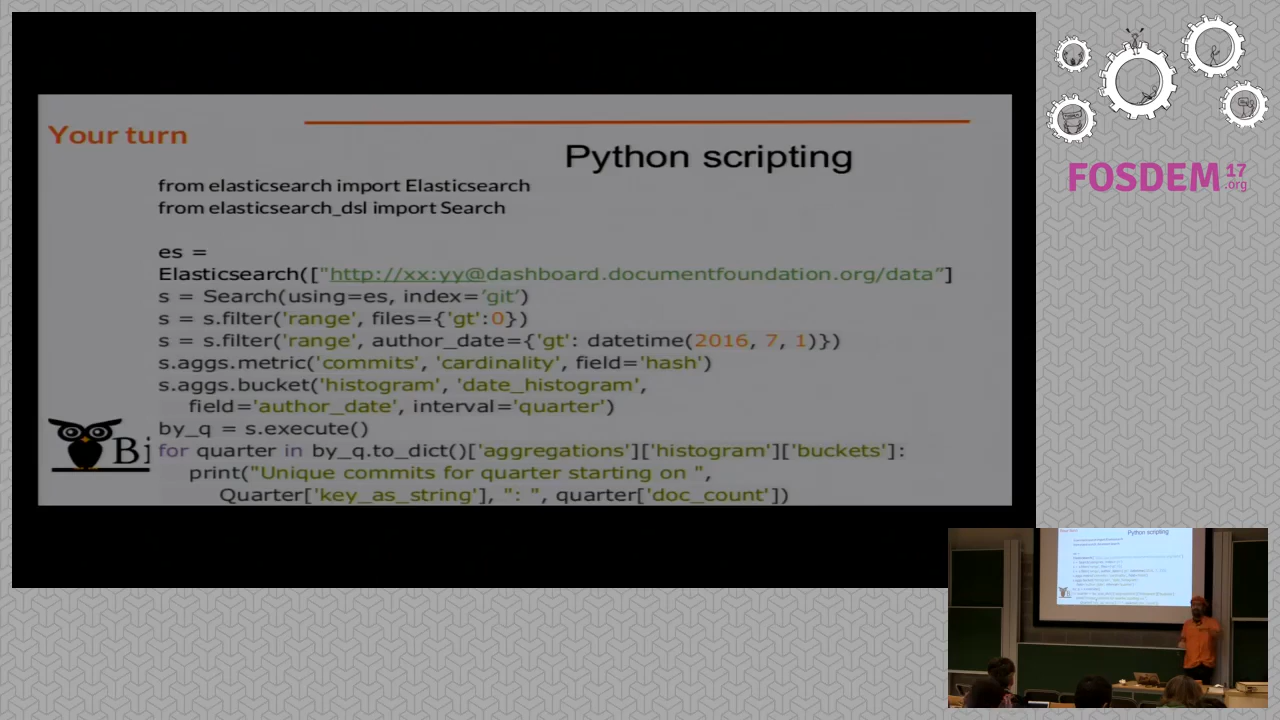 Your turn
Python scripting
from elasticsearch import Elasticsearch
from elasticsearch_dsl import Search
es =
Elasticsearch(["http://xx:yy@dashboard.documentfoundation.org/data”]
s = Search(using=es, index=’git’)
s = s.filter('range', files={'gt':0})
s = s.filter('range', author_date={'gt': datetime(2016, 7, 1)})
s.aggs.metric('commits', 'cardinality', field='hash')
s.aggs.bucket('histogram', 'date_histogram',
field='author_date', interval='quarter')
by_q = s.execute()
for quarter in by_q.to_dict()['aggregations']['histogram']['buckets']:
print("Unique commits for quarter starting on ",
Quarter['key_as_string'], ": ", quarter['doc_count'])
Bi
FOSDEM 17
.org
Python scripting